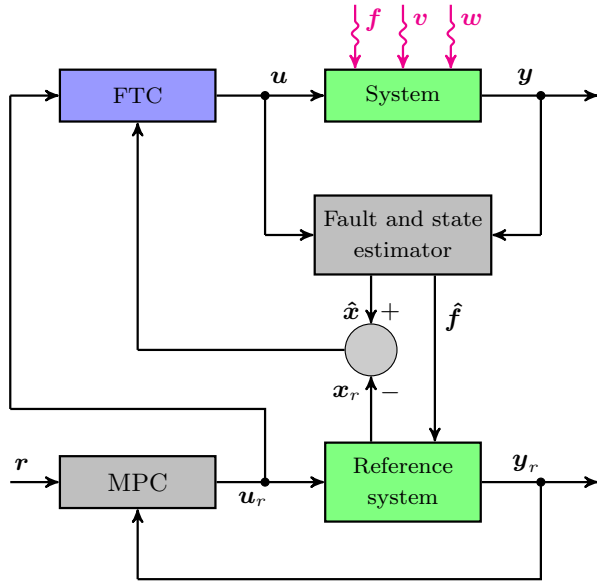 f v w
FTC
u
System
y
Fault and state
estimator
x̂ +
f̂
x_r −
r
MPC
u_r
Reference
system
y_r